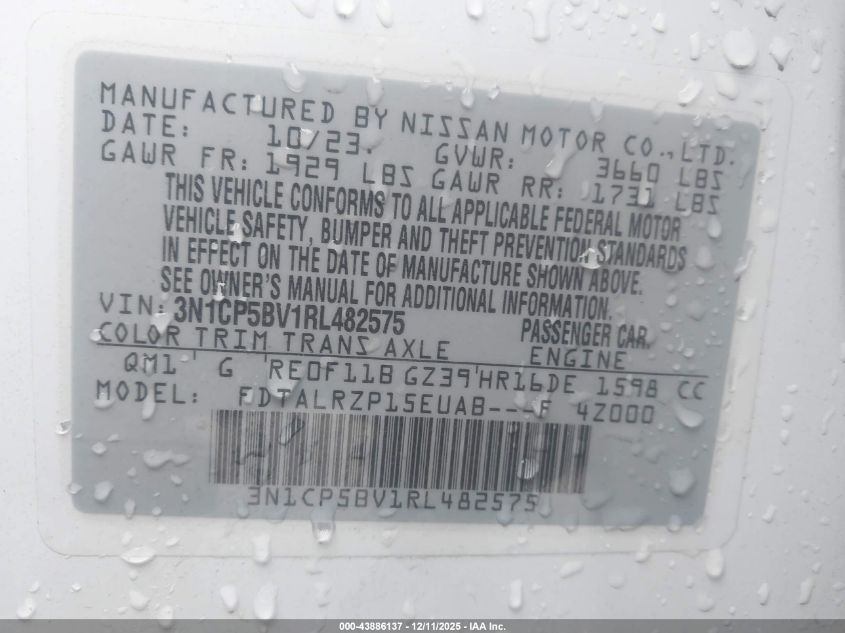 MANUFACTURED BY NISSAN MOTOR CO., LTD.
DATE: 10/23 GVWR: 3660 LBS
GAWR FR: 1929 LBS GAWR RR: 1731 LBS
THIS VEHICLE CONFORMS TO ALL APPLICABLE FEDERAL MOTOR
VEHICLE SAFETY, BUMPER AND THEFT PREVENTION STANDARDS
IN EFFECT ON THE DATE OF MANUFACTURE SHOWN ABOVE.
SEE OWNER'S MANUAL FOR ADDITIONAL INFORMATION.
VIN: 3N1CP5BV1RL482575 PASSENGER CAR.
COLOR TRIM TRANS AXLE ENGINE
QM1 G RE0F11B GZ39 HR16DE 1598 CC
MODEL: FDTALRZP15EUAB---F 4Z000
3N1CP5BV1RL482575
000-43886137 - 12/11/2025 - IAA Inc.